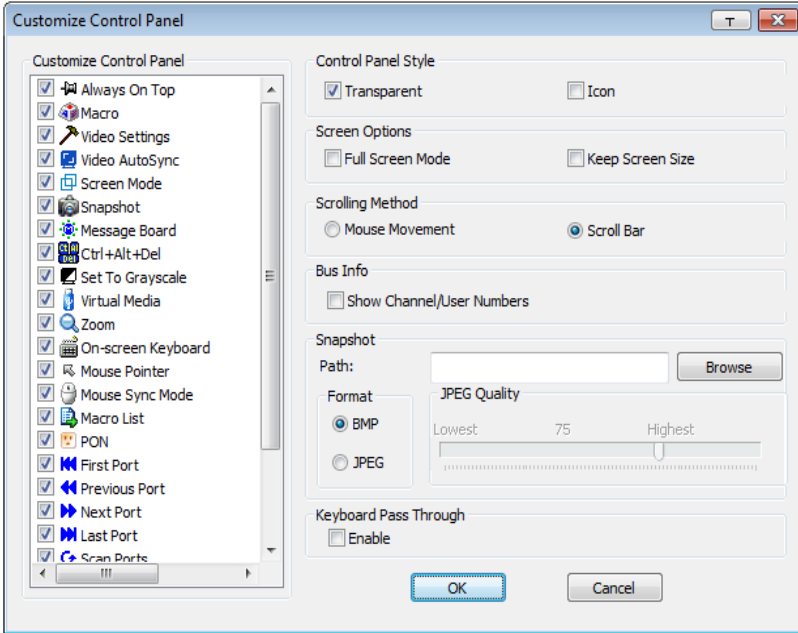 Customize Control Panel
Customize Control Panel
Always On Top
Macro
Video Settings
Video AutoSync
Screen Mode
Snapshot
Message Board
Ctrl+Alt+Del
Set To Grayscale
Virtual Media
Zoom
On-screen Keyboard
Mouse Pointer
Mouse Sync Mode
Macro List
PON
First Port
Previous Port
Next Port
Last Port
Scan Ports
Control Panel Style
Transparent Icon
Screen Options
Full Screen Mode Keep Screen Size
Scrolling Method
Mouse Movement Scroll Bar
Bus Info
Show Channel/User Numbers
Snapshot
Path: Browse
Format
BMP
JPEG
JPEG Quality
Lowest 75 Highest
Keyboard Pass Through
Enable
OK Cancel